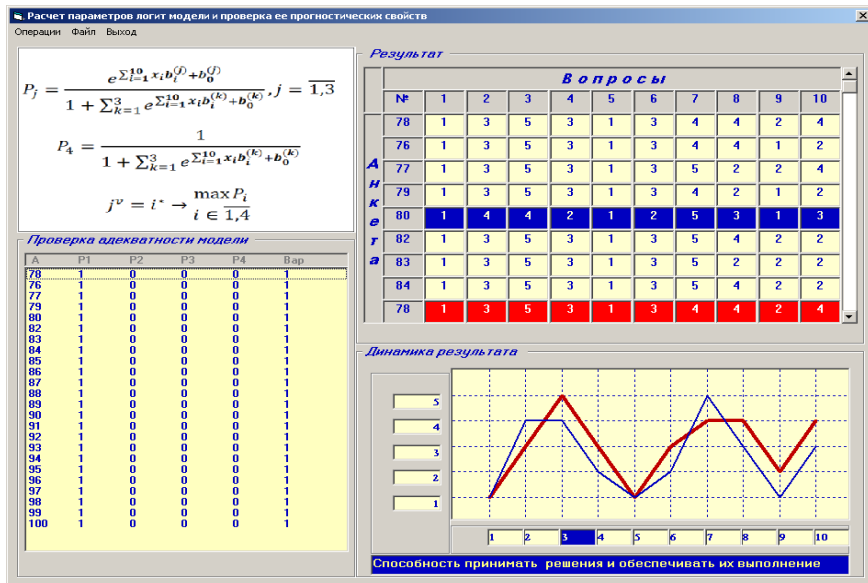 Расчет параметров логит модели и проверка ее прогностических свойств
Операции Файл Выход
P_j = e^{\sum_{i=1}^{10} x_i b_i^{(j)} + b_0^{(j)}} / (1 + \sum_{k=1}^{3} e^{\sum_{i=1}^{10} x_i b_i^{(k)} + b_0^{(k)}}), j = \overline{1,3}
P_4 = 1 / (1 + \sum_{k=1}^{3} e^{\sum_{i=1}^{10} x_i b_i^{(k)} + b_0^{(k)}})
j^v = i^* → max P_i
i ∈ \overline{1,4}
Проверка адекватности модели
А P1 P2 P3 P4 Вар
78 1 0 0 0 1
76 1 0 0 0 1
77 1 0 0 0 1
79 1 0 0 0 1
80 1 0 0 0 1
82 1 0 0 0 1
83 1 0 0 0 1
84 1 0 0 0 1
85 1 0 0 0 1
86 1 0 0 0 1
87 1 0 0 0 1
88 1 0 0 0 1
89 1 0 0 0 1
90 1 0 0 0 1
91 1 0 0 0 1
92 1 0 0 0 1
93 1 0 0 0 1
94 1 0 0 0 1
95 1 0 0 0 1
96 1 0 0 0 1
97 1 0 0 0 1
98 1 0 0 0 1
99 1 0 0 0 1
100 1 0 0 0 1
Результат
Вопросы
№ 1 2 3 4 5 6 7 8 9 10
Анкета
78 1 3 5 3 1 3 4 4 2 4
76 1 3 5 3 1 3 4 4 1 2
77 1 3 5 3 1 3 5 2 2 4
79 1 3 5 3 1 3 4 2 1 2
80 1 4 4 2 1 2 5 3 1 3
82 1 3 5 3 1 3 5 4 2 2
83 1 3 5 3 1 3 5 2 2 2
84 1 3 5 3 1 3 5 4 2 2
78 1 3 5 3 1 3 4 4 2 4
Динамика результата
5
4
3
2
1
1 2 3 4 5 6 7 8 9 10
Способность принимать решения и обеспечивать их выполнение